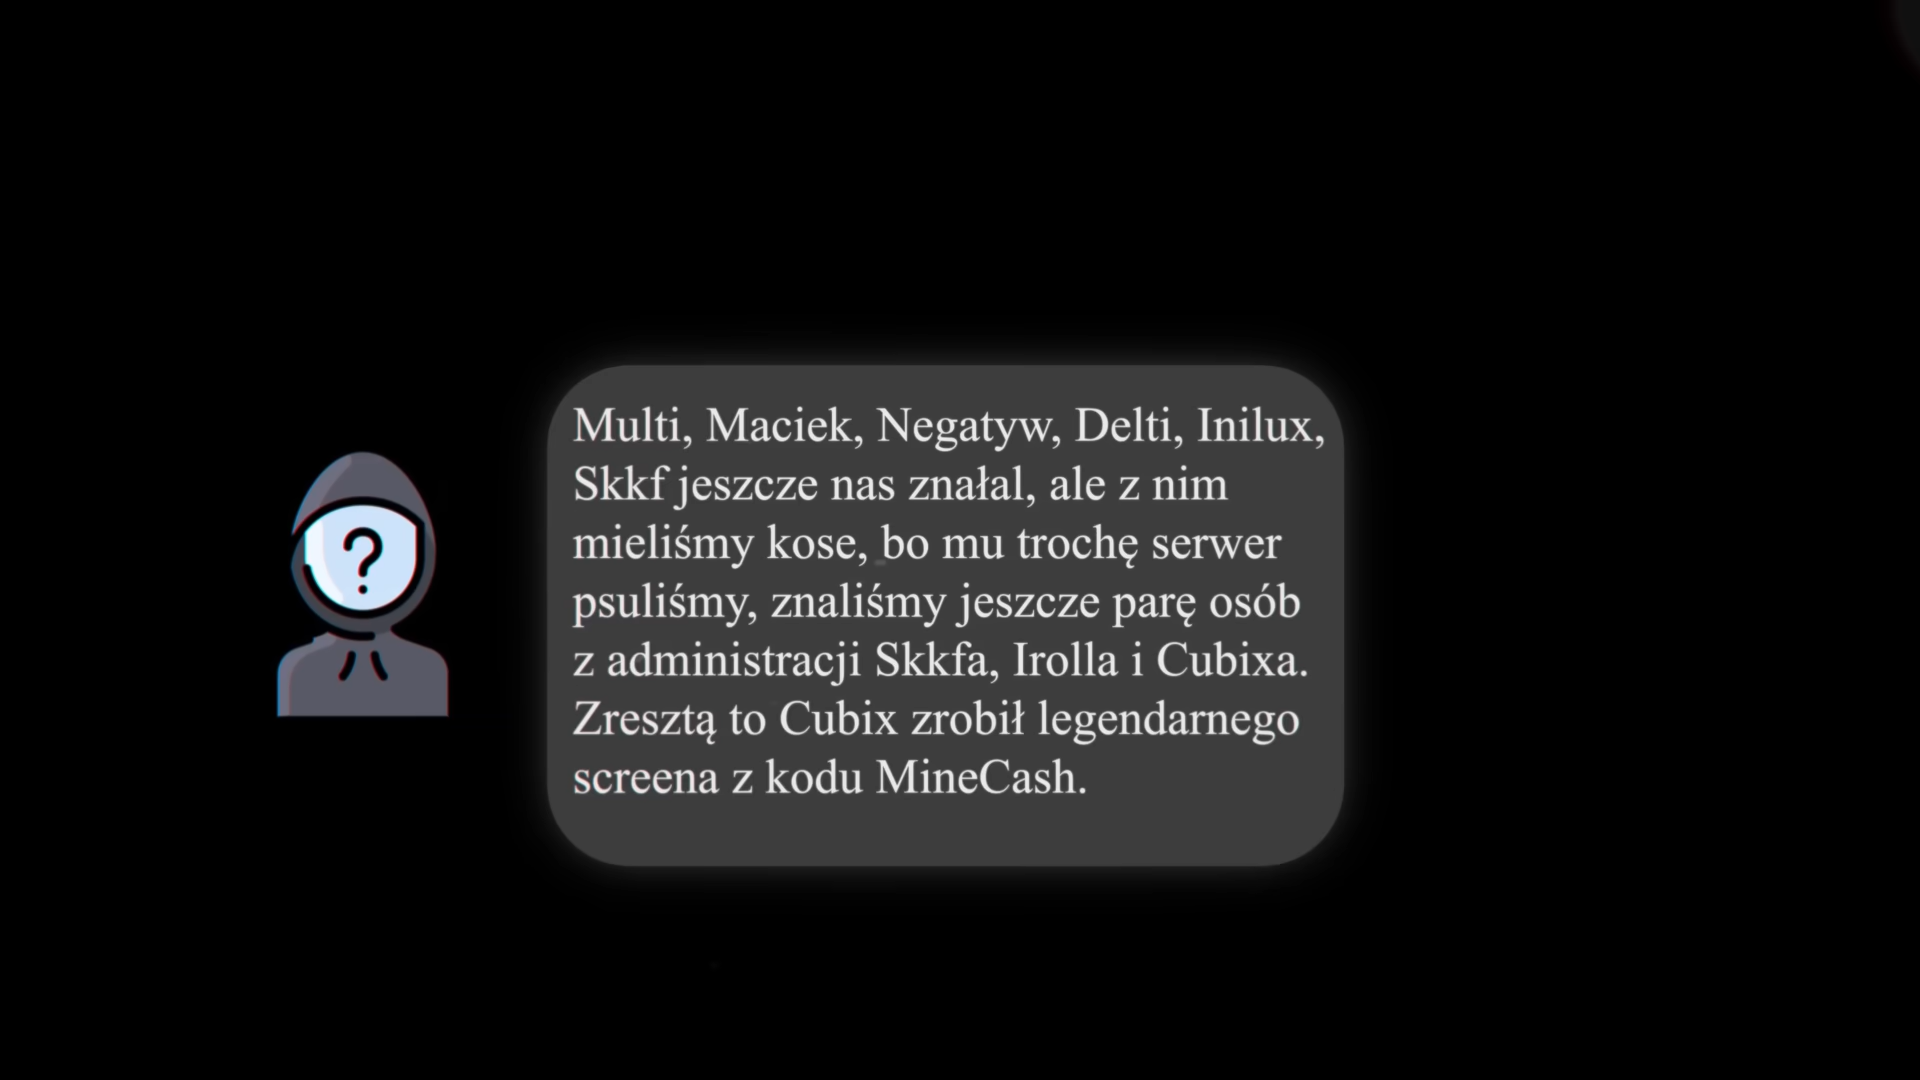 Multi, Maciek, Negatyw, Delti, Inilux,
Skkf jeszcze nas znałal, ale z nim
mieliśmy kose, bo mu trochę serwer
psuliśmy, znaliśmy jeszcze parę osób
z administracji Skkfa, Irolla i Cubixa.
Zresztą to Cubix zrobił legendarnego
screena z kodu MineCash.
?